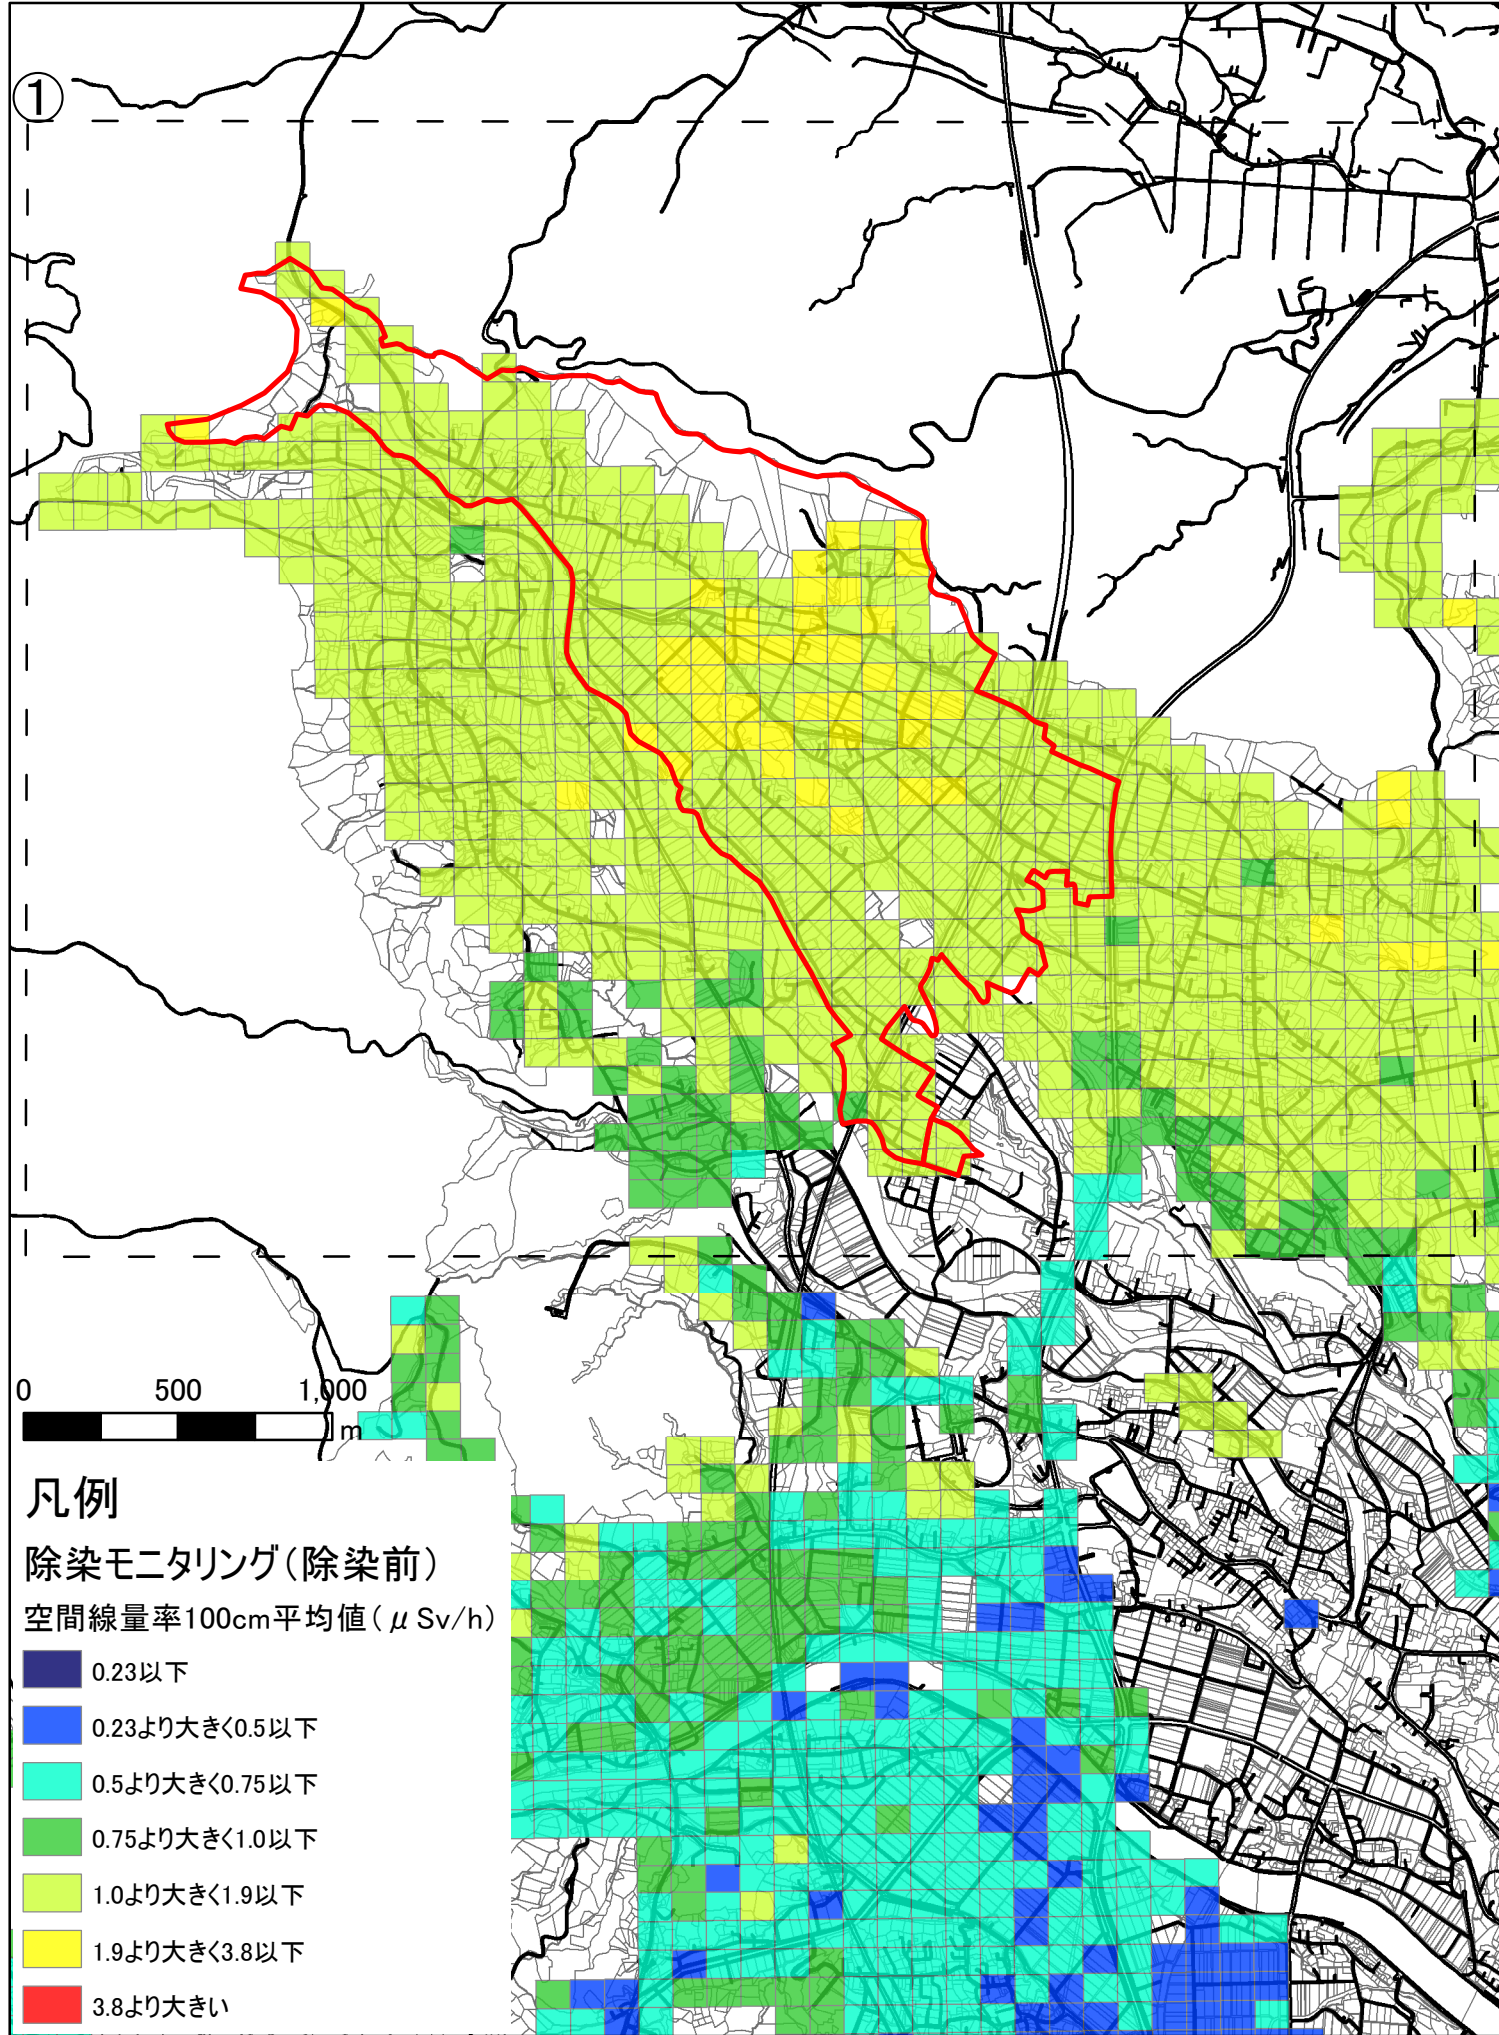 ①
0 500 1,000
m
凡例
除染モニタリング(除染前)
空間線量率100cm平均値(μSv/h)
0.23以下
0.23より大きく0.5以下
0.5より大きく0.75以下
0.75より大きく1.0以下
1.0より大きく1.9以下
1.9より大きく3.8以下
3.8より大きい